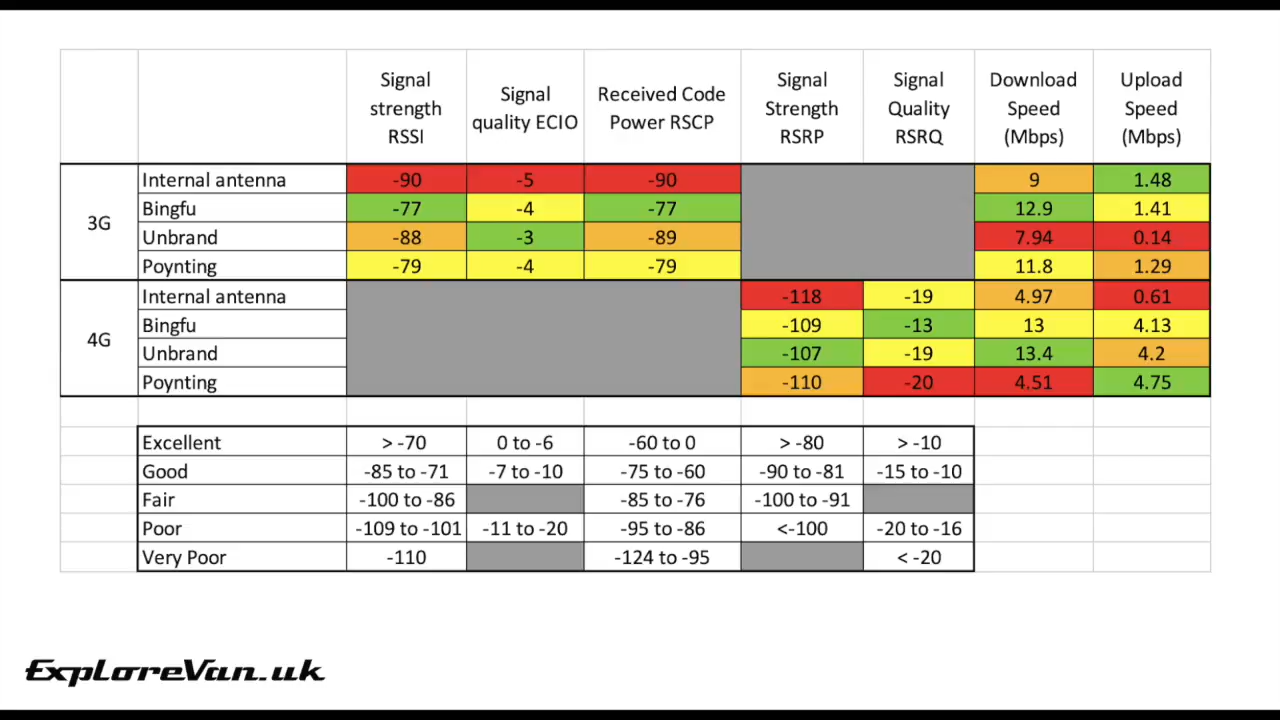 Signal strength RSSI Signal quality ECIO Received Code Power RSCP Signal Strength RSRP Signal Quality RSRQ Download Speed (Mbps) Upload Speed (Mbps)
3G
Internal antenna -90 -5 -90 9 1.48
Bingfu -77 -4 -77 12.9 1.41
Unbrand -88 -3 -89 7.94 0.14
Poynting -79 -4 -79 11.8 1.29
4G
Internal antenna -118 -19 4.97 0.61
Bingfu -109 -13 13 4.13
Unbrand -107 -19 13.4 4.2
Poynting -110 -20 4.51 4.75
Excellent > -70 0 to -6 -60 to 0 > -80 > -10
Good -85 to -71 -7 to -10 -75 to -60 -90 to -81 -15 to -10
Fair -100 to -86 -85 to -76 -100 to -91
Poor -109 to -101 -11 to -20 -95 to -86 <-100 -20 to -16
Very Poor -110 -124 to -95 < -20
ExploreVan.uk